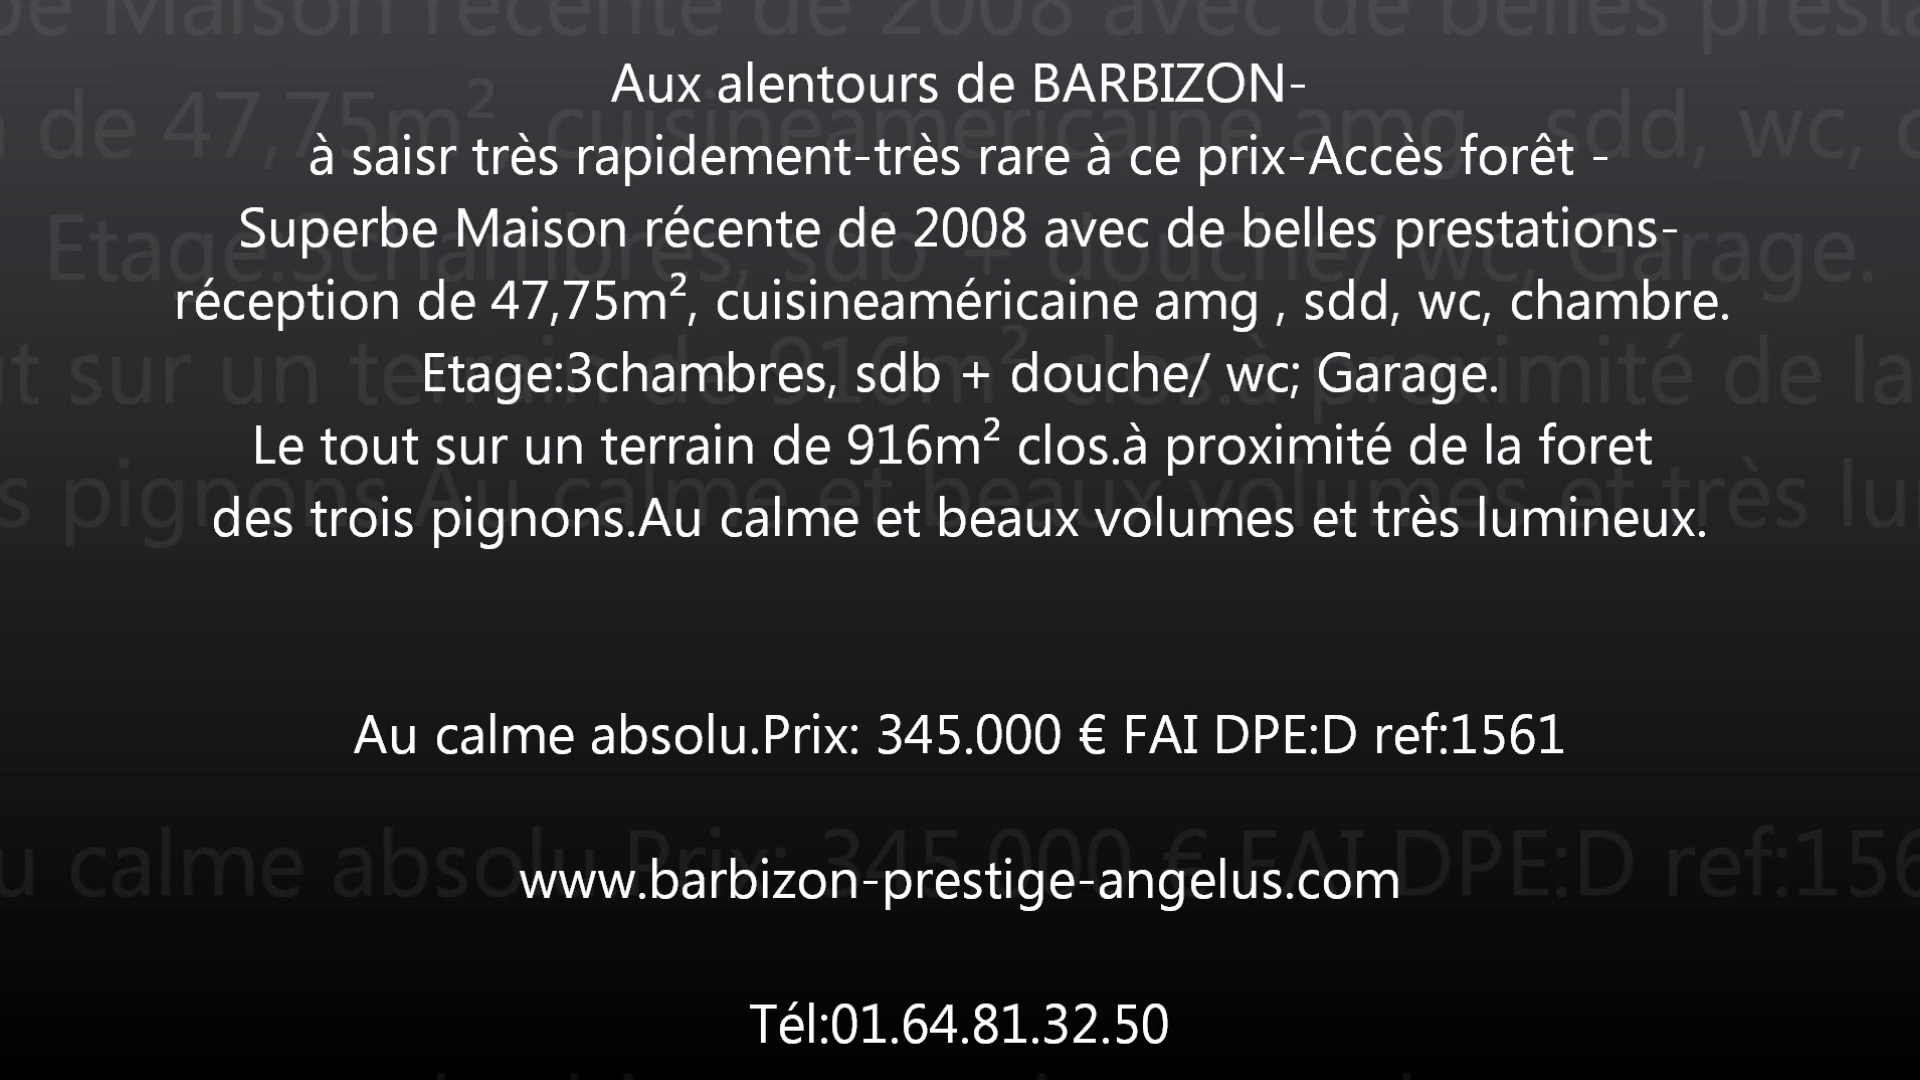 Aux alentours de BARBIZON-
à saisr très rapidement-très rare à ce prix-Accès forêt -
Superbe Maison récente de 2008 avec de belles prestations-
réception de 47,75m², cuisineaméricaine amg , sdd, wc, chambre.
Etage:3chambres, sdb + douche/ wc; Garage.
Le tout sur un terrain de 916m² clos.à proximité de la foret
des trois pignons.Au calme et beaux volumes et très lumineux.
Au calme absolu.Prix: 345.000 € FAI DPE:D ref:1561
www.barbizon-prestige-angelus.com
Tél:01.64.81.32.50